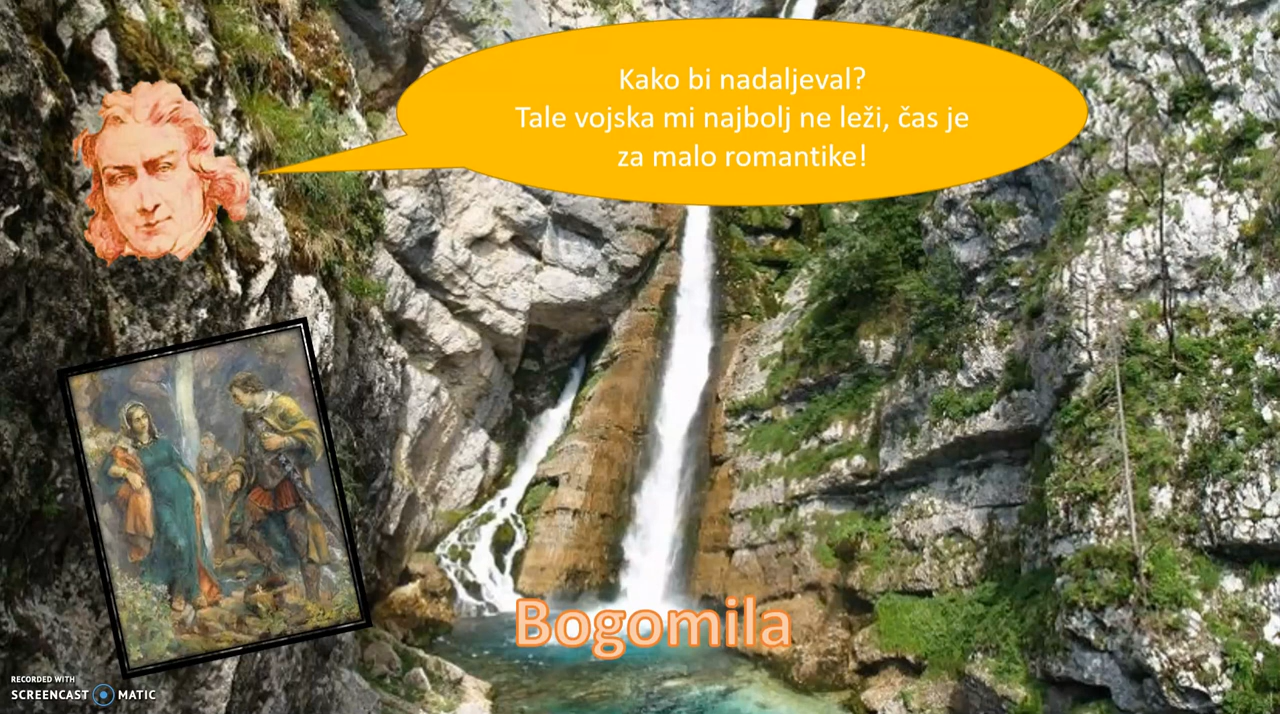 Kako bi nadaljeval?
Tale vojska mi najbolj ne leži, čas je
za malo romantike!
Bogomila
RECORDED WITH
SCREENCAST MATIC